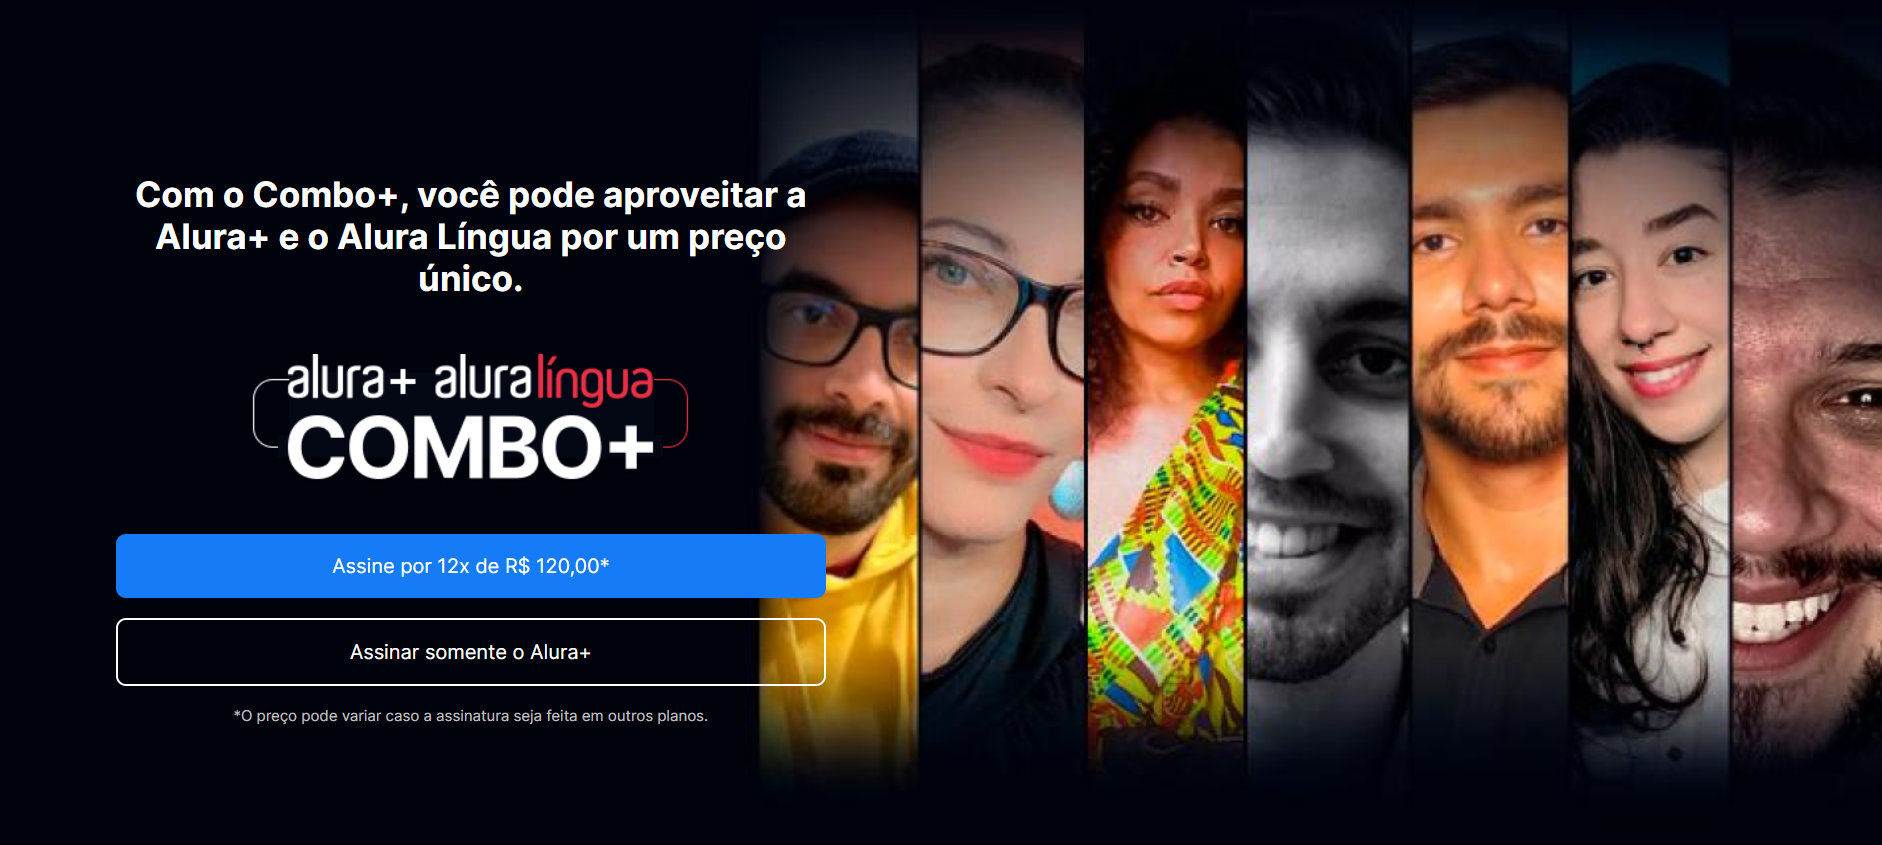 Com o Combo+, você pode aproveitar a
Alura+ e o Alura Língua por um preço
único.
alura+ aluralíngua
COMBO+
Assine por 12x de R$ 120,00*
Assinar somente o Alura+
*O preço pode variar caso a assinatura seja feita em outros planos.